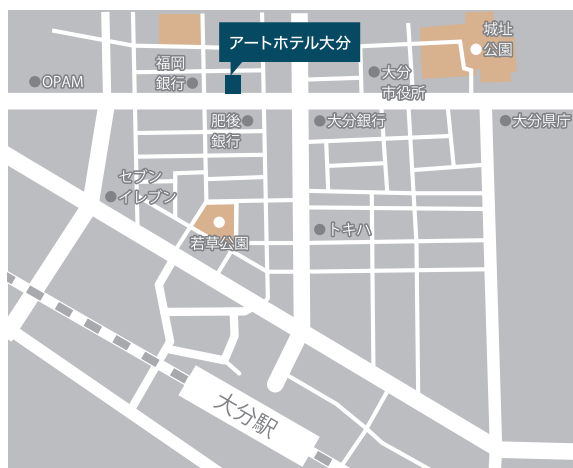 城址
公園
アートホテル大分
福岡
銀行
OPAM
大分
市役所
肥後
銀行
大分銀行
大分県庁
セブン
イレブン
若草公園
トキハ
大分駅